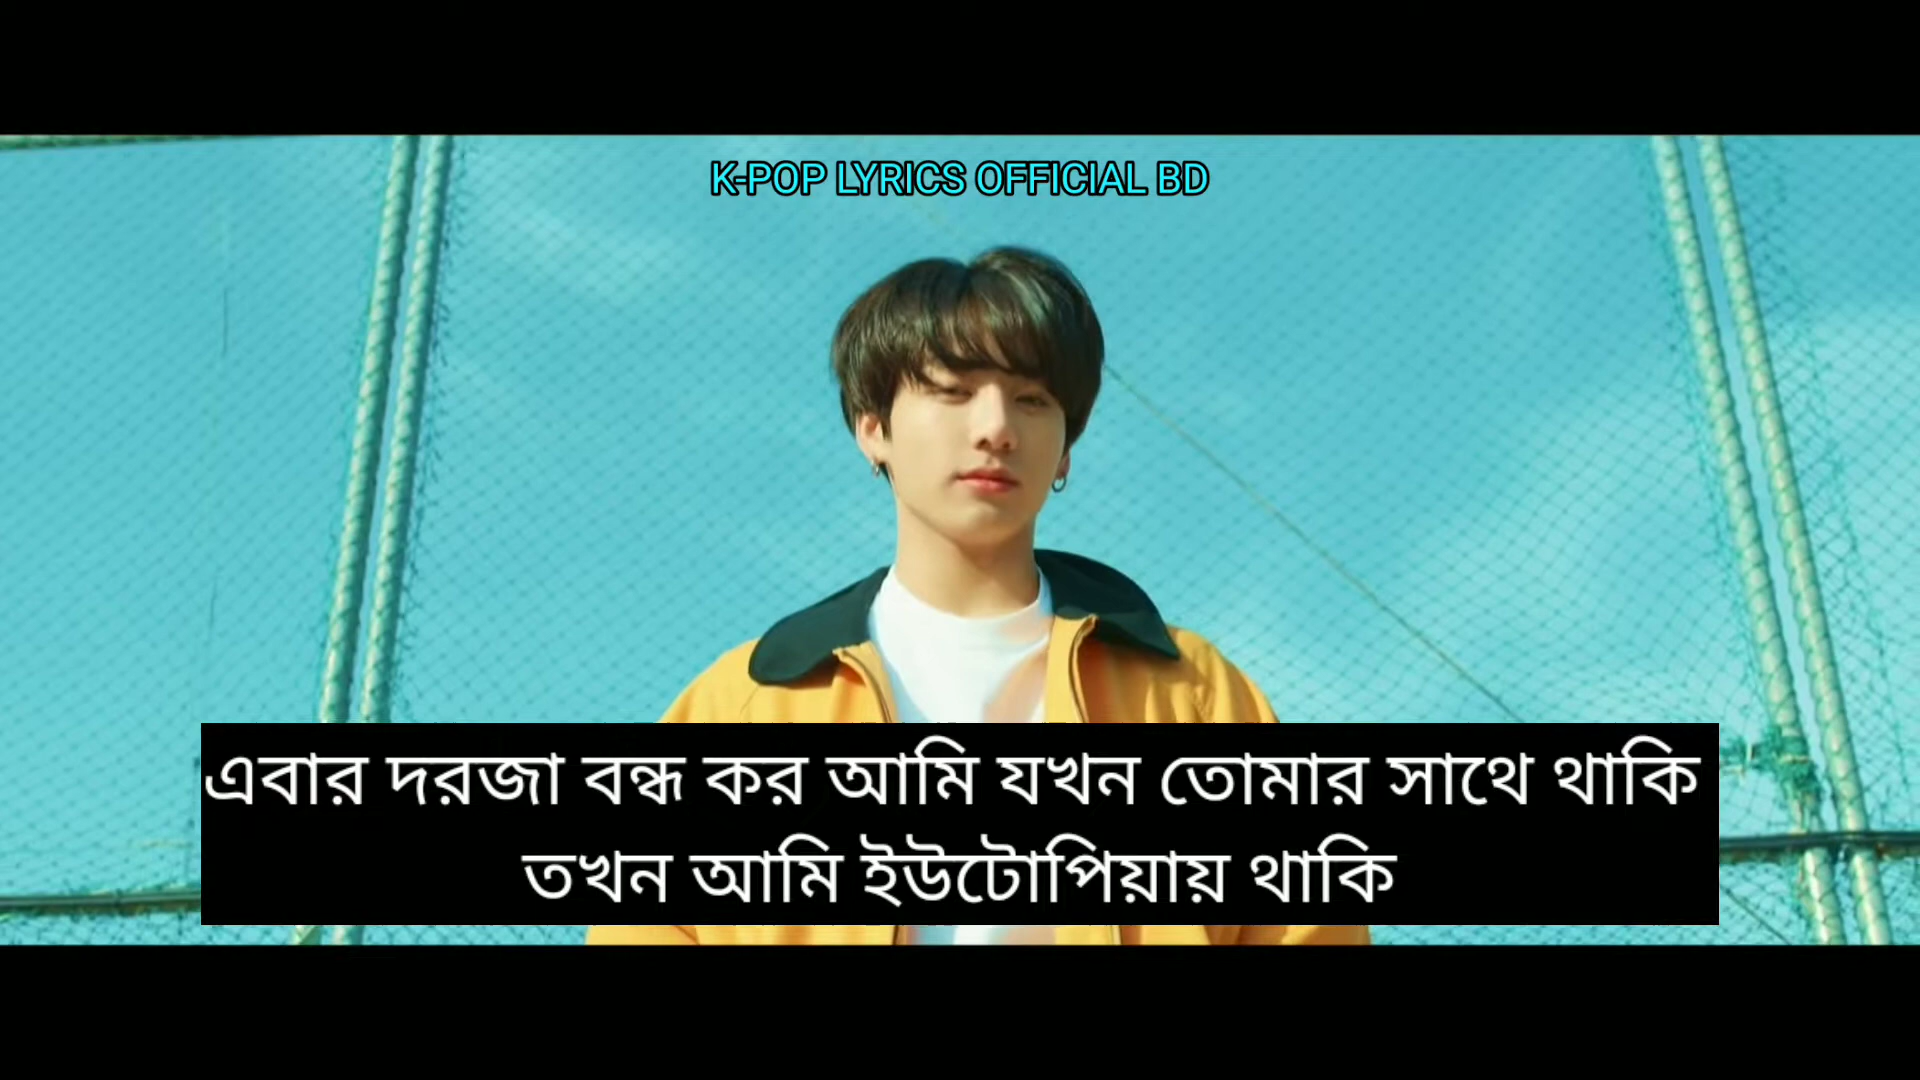 K-POP LYRICS OFFICIAL BD
এবার দরজা বন্ধ কর আমি যখন তোমার সাথে থাকি
তখন আমি ইউটোপিয়ায় থাকি